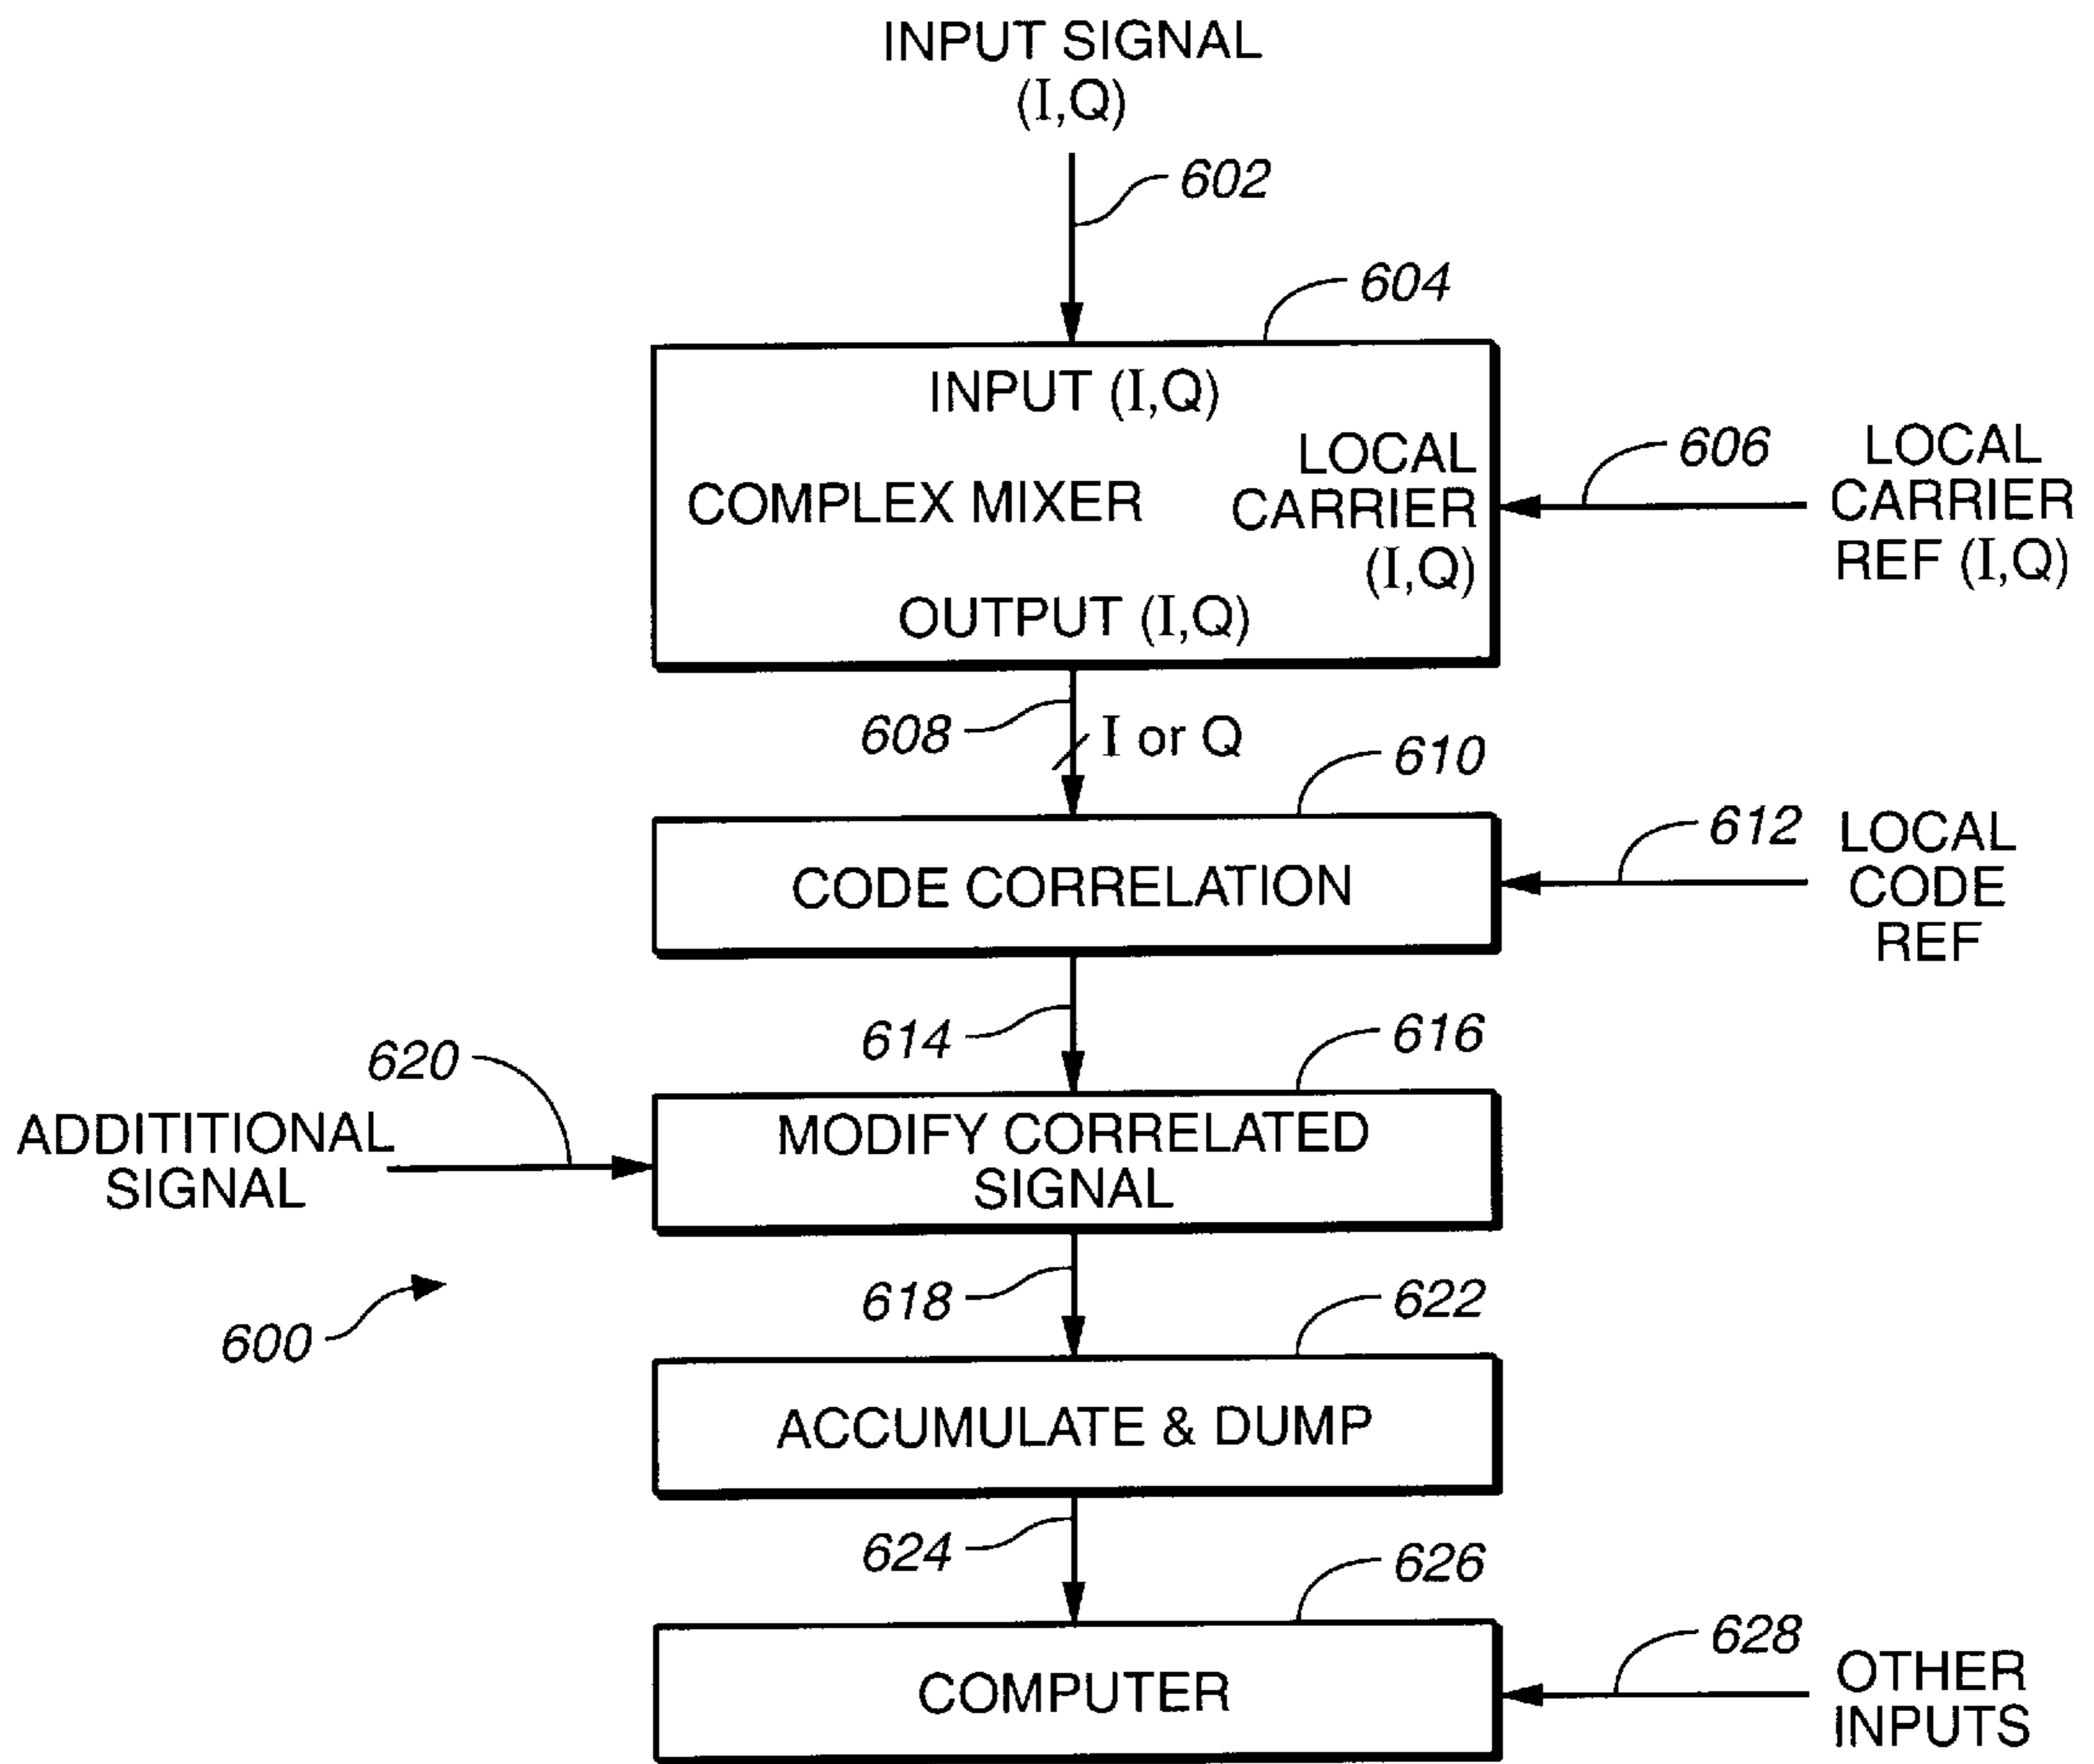 INPUT SIGNAL
(I,Q)
602
604
INPUT (I,Q)
COMPLEX MIXER
LOCAL
CARRIER
(I,Q)
OUTPUT (I,Q)
606
LOCAL
CARRIER
REF (I,Q)
608
I or Q
610
CODE CORRELATION
612
LOCAL
CODE
REF
614
616
620
ADDITITIONAL
SIGNAL
MODIFY CORRELATED
SIGNAL
600
618
622
ACCUMULATE & DUMP
624
626
COMPUTER
628
OTHER
INPUTS